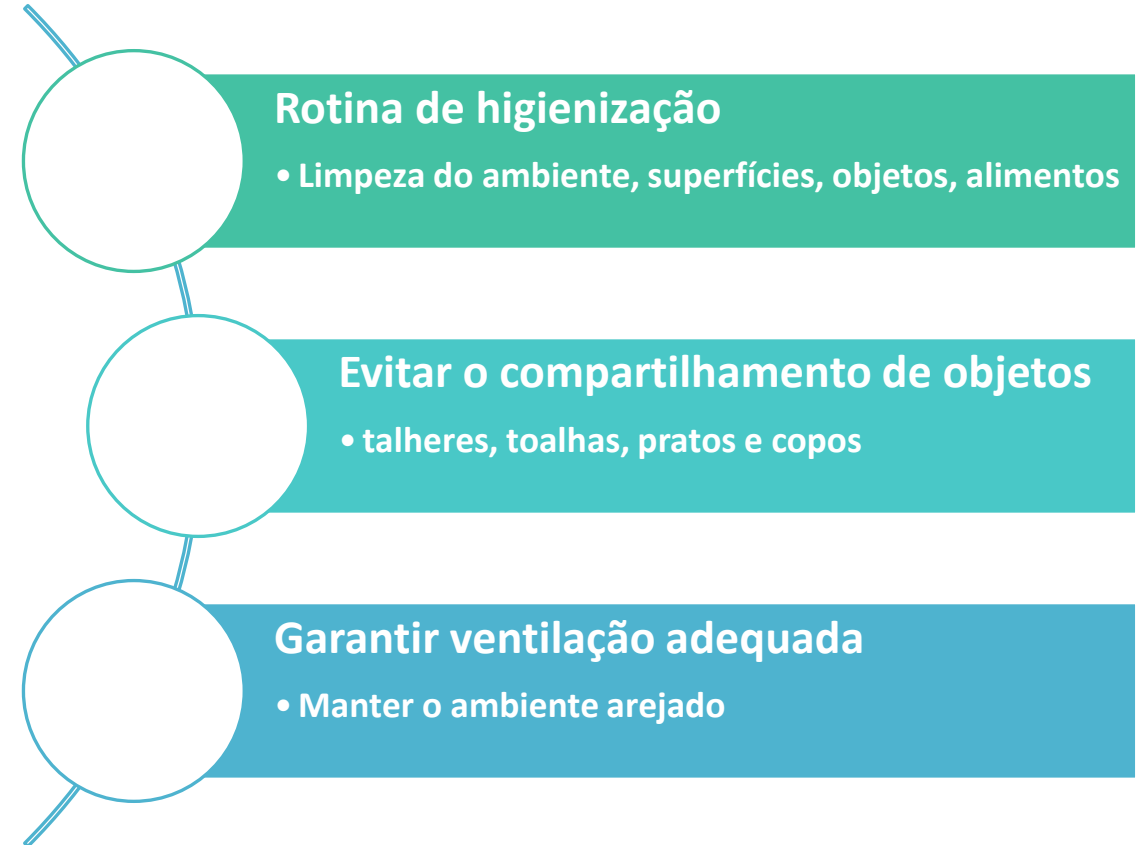 Rotina de higienização
• Limpeza do ambiente, superfícies, objetos, alimentos
Evitar o compartilhamento de objetos
• talheres, toalhas, pratos e copos
Garantir ventilação adequada
• Manter o ambiente arejado